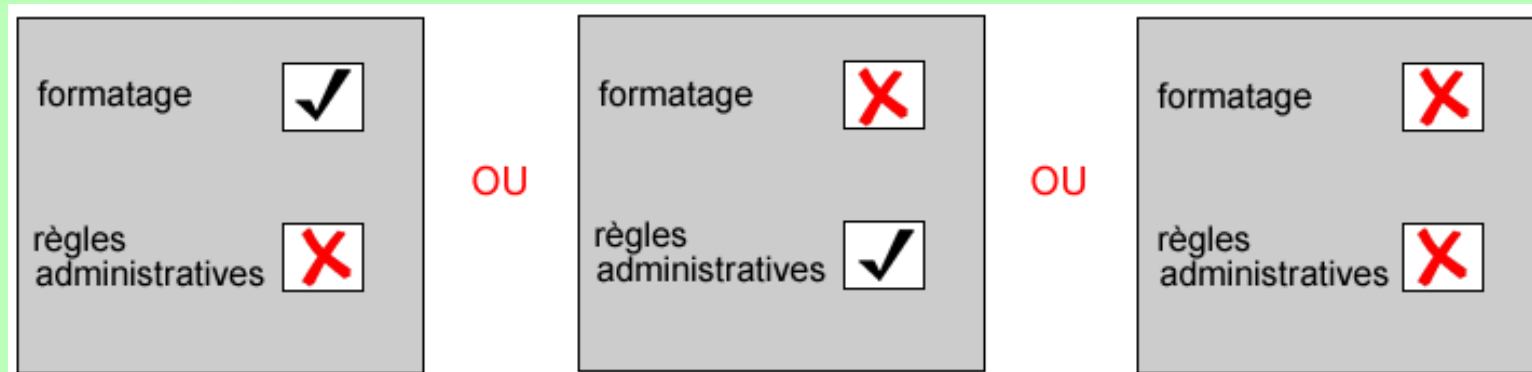 formatage
règles
administratives
OU
formatage
règles
administratives
OU
formatage
règles
administratives